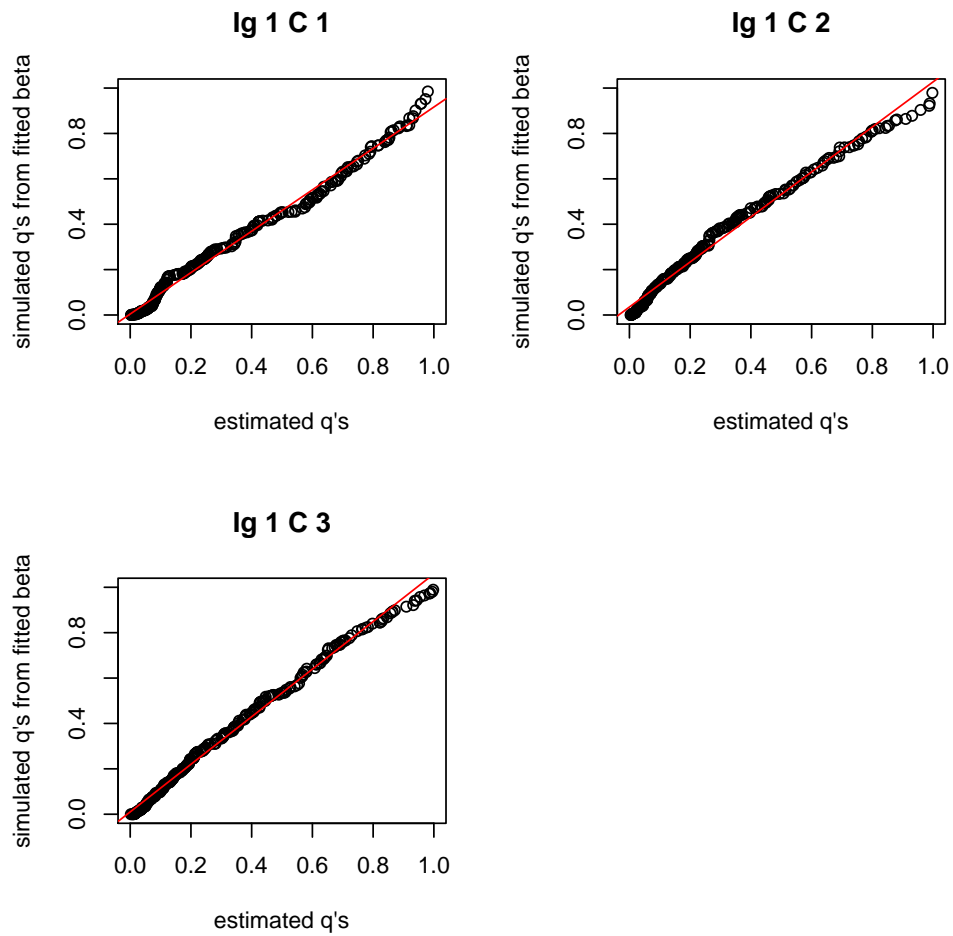 Ig 1 C 1
simulated q's from fitted beta
0.8
0.4
0.0
0.0 0.2 0.4 0.6 0.8 1.0
estimated q's
Ig 1 C 2
simulated q's from fitted beta
0.8
0.4
0.0
0.0 0.2 0.4 0.6 0.8 1.0
estimated q's
Ig 1 C 3
simulated q's from fitted beta
0.8
0.4
0.0
0.0 0.2 0.4 0.6 0.8 1.0
estimated q's